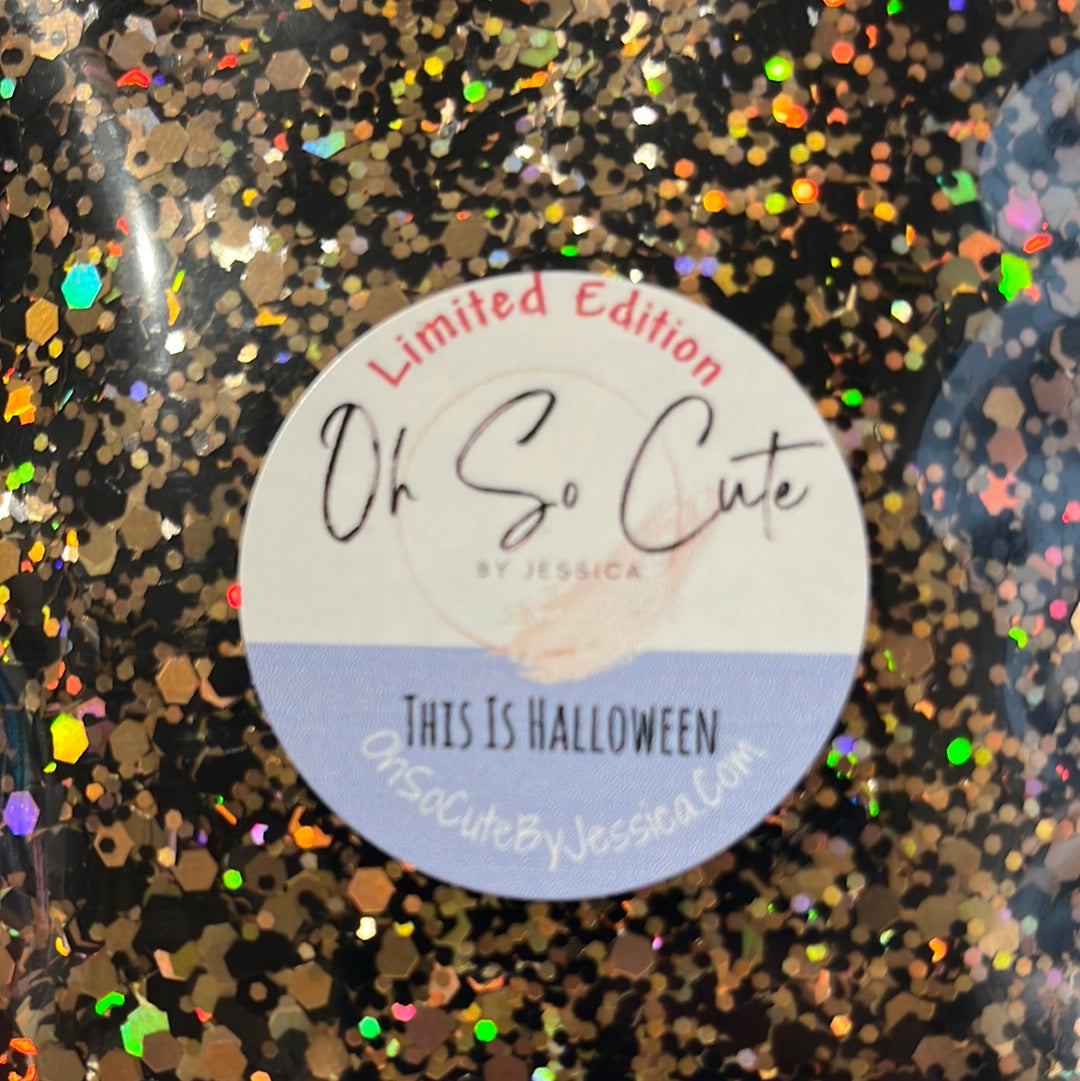 Limited Edition
Oh So Cute
BY JESSICA
THIS IS HALLOWEEN
OhSoCuteByJessica.Com